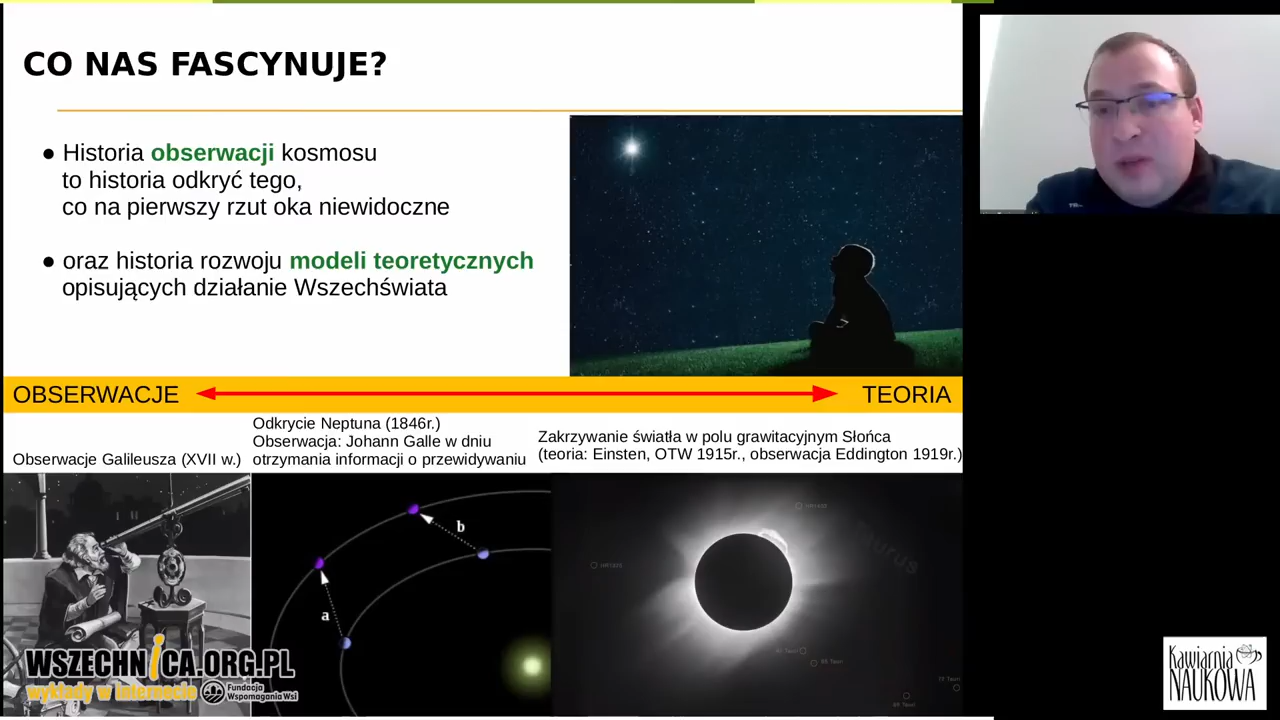 CO NAS FASCYNUJE?
● Historia obserwacji kosmosu
to historia odkryć tego,
co na pierwszy rzut oka niewidoczne
● oraz historia rozwoju modeli teoretycznych
opisujących działanie Wszechświata
OBSERWACJE
TEORIA
Obserwacje Galileusza (XVII w.)
Odkrycie Neptuna (1846r.)
Obserwacja: Johann Galle w dniu
otrzymania informacji o przewidywaniu
Zakrzywanie światła w polu grawitacyjnym Słońca
(teoria: Einsten, OTW 1915r., obserwacja Eddington 1919r.)
b
a
Taurus
WSZECHNiCA.ORG.PL
wykłady w internecie
Fundacja
Wspomagania Wsi
Kawiarnia
NAUKOWA